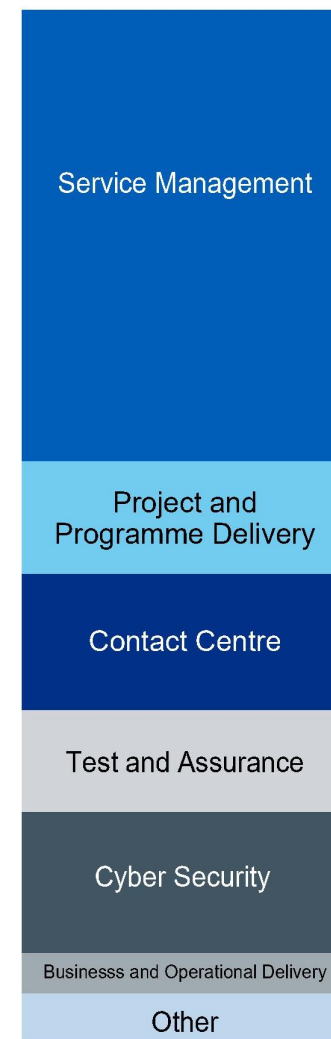 Service Management
Project and
Programme Delivery
Contact Centre
Test and Assurance
Cyber Security
Businesss and Operational Delivery
Other